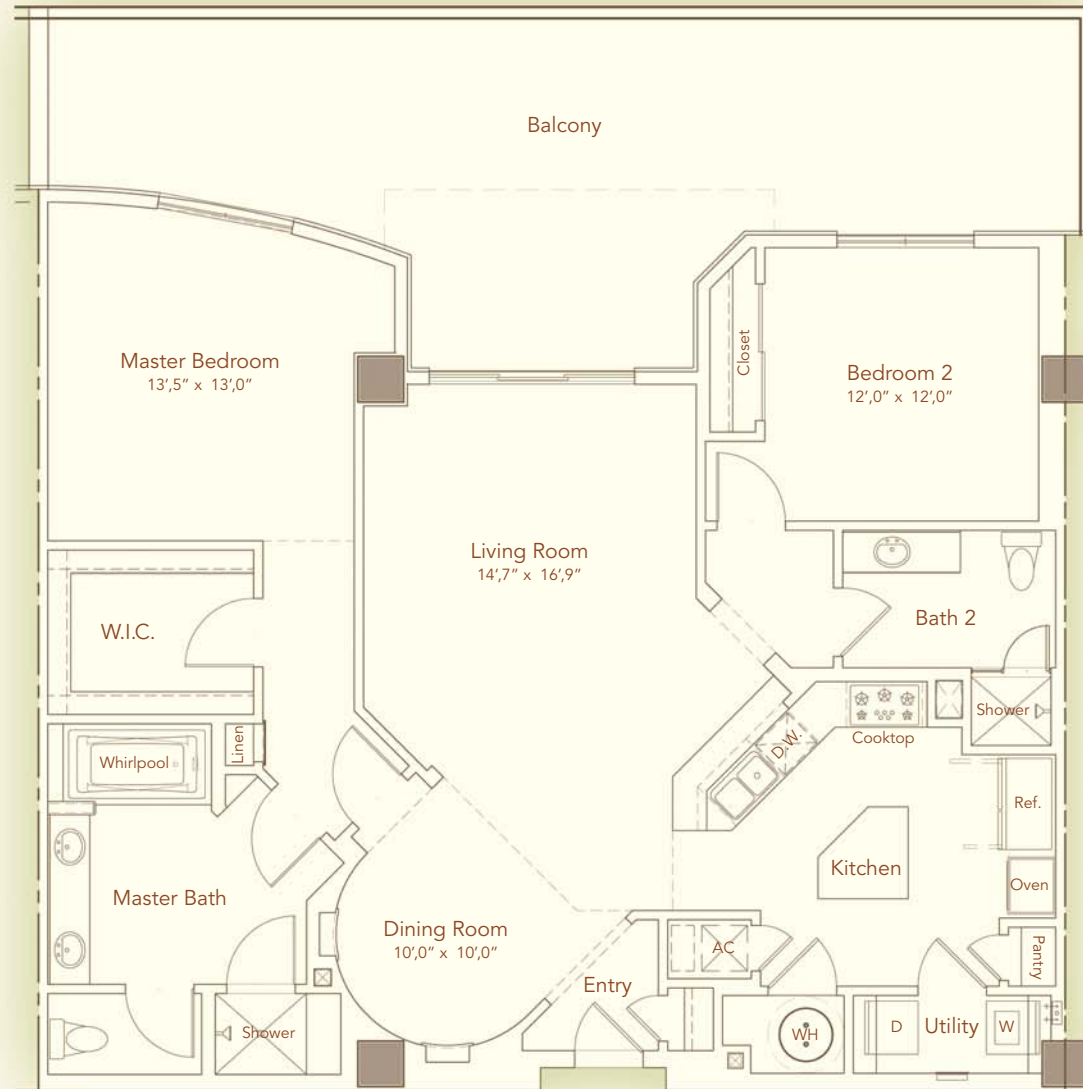 Balcony
Master Bedroom
13',5" x 13',0"
Closet
Bedroom 2
12',0" x 12',0"
Living Room
14',7" x 16',9"
W.I.C.
Bath 2
Shower
Linen
Whirlpool
D.W.
Cooktop
Ref.
Kitchen
Oven
Master Bath
Dining Room
10',0" x 10',0"
AC
Pantry
Entry
Shower
WH
D
Utility
W